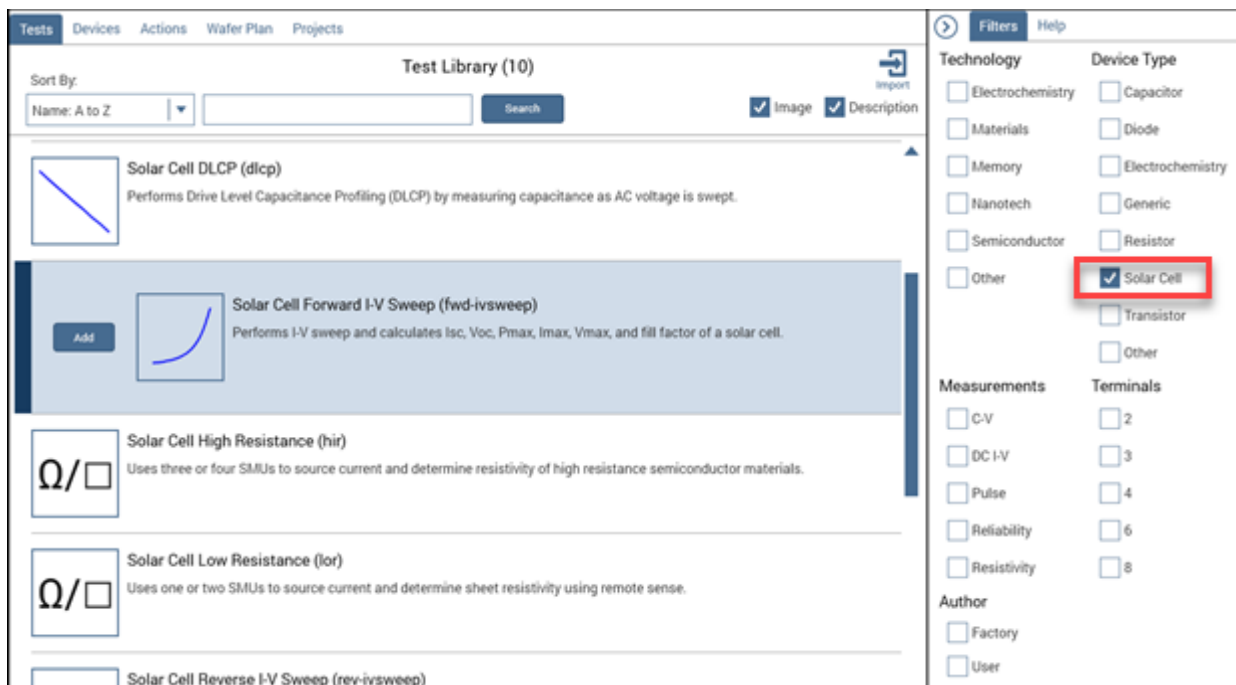 Tests Devices Actions Wafer Plan Projects
Test Library (10)
Sort By:
Import
Name: A to Z
Search
Image
Description
Solar Cell DLCP (dlcp)
Performs Drive Level Capacitance Profiling (DLCP) by measuring capacitance as AC voltage is swept.
Add
Solar Cell Forward I-V Sweep (fwd-ivsweep)
Performs I-V sweep and calculates Isc, Voc, Pmax, Imax, Vmax, and fill factor of a solar cell.
Ω/□
Solar Cell High Resistance (hir)
Uses three or four SMUs to source current and determine resistivity of high resistance semiconductor materials.
Ω/□
Solar Cell Low Resistance (lor)
Uses one or two SMUs to source current and determine sheet resistivity using remote sense.
Solar Cell Reverse I-V Sweep (rev-ivsweep)
Filters Help
Technology
Electrochemistry
Materials
Memory
Nanotech
Semiconductor
Other
Device Type
Capacitor
Diode
Electrochemistry
Generic
Resistor
Solar Cell
Transistor
Other
Measurements
C-V
DC I-V
Pulse
Reliability
Resistivity
Terminals
2
3
4
6
8
Author
Factory
User